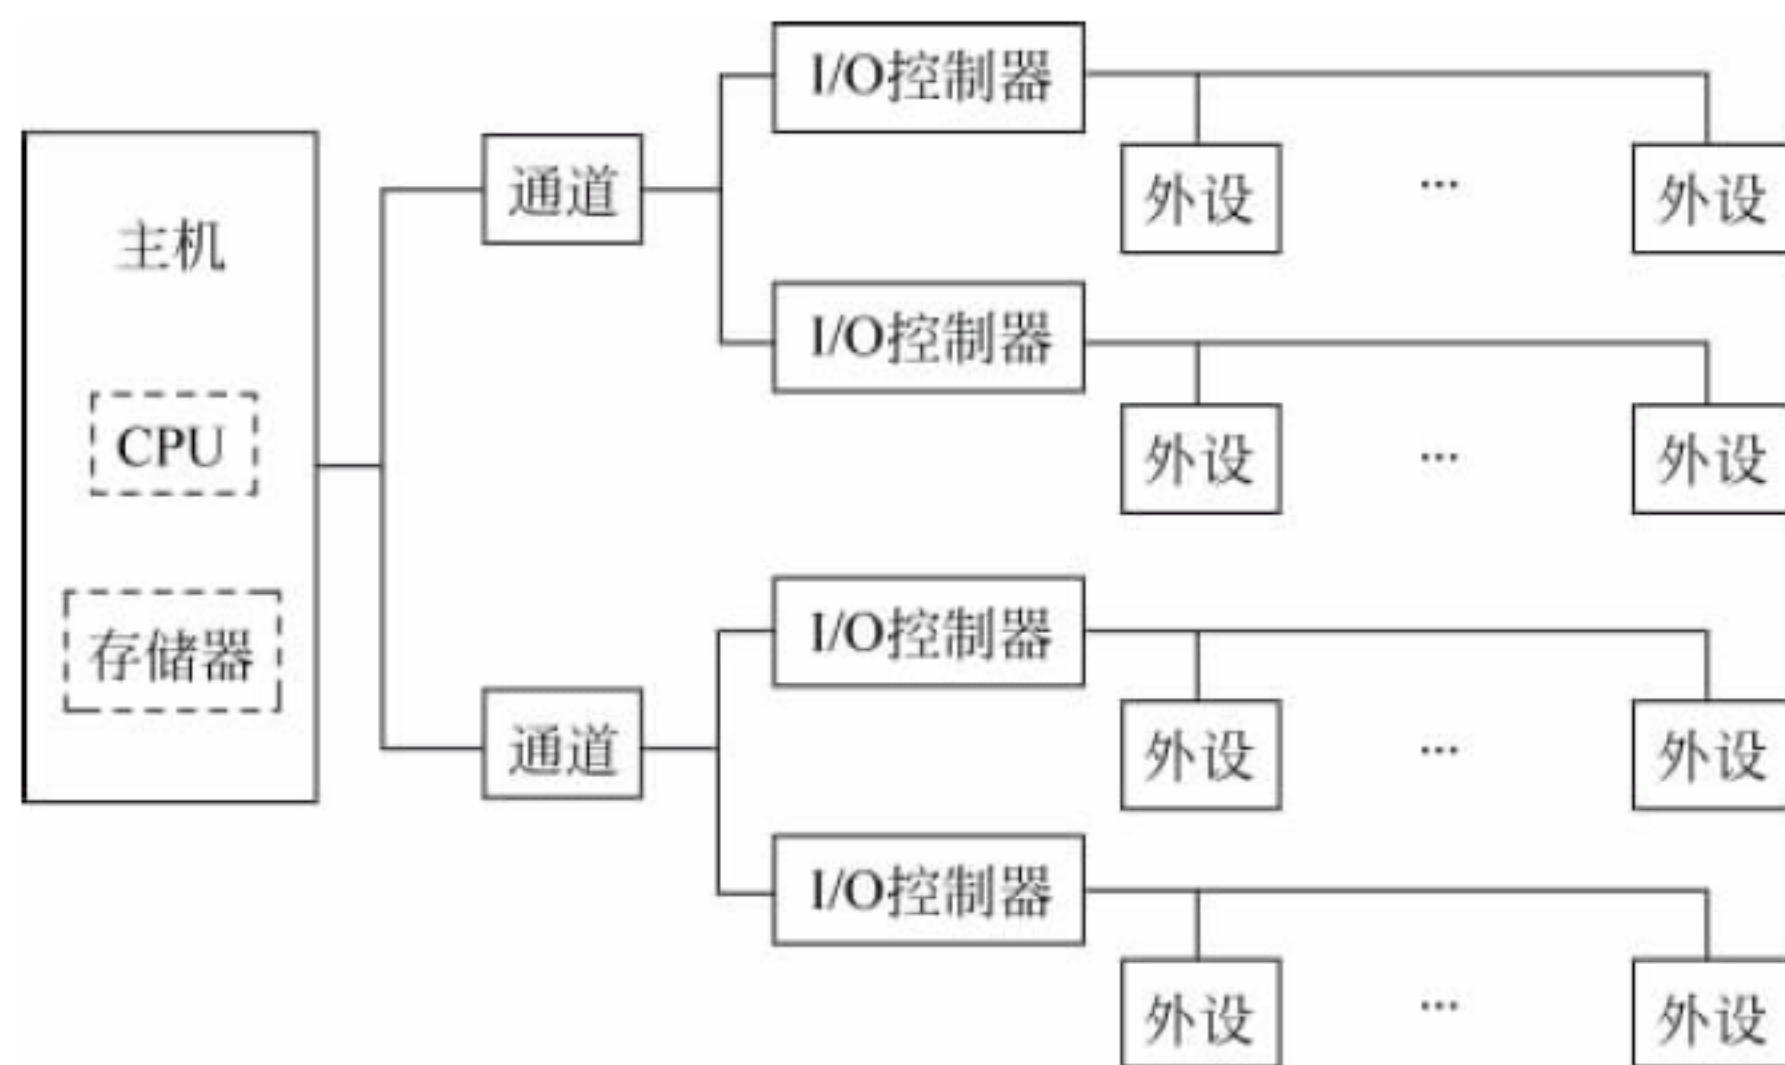 主机
CPU
存储器
通道
I/O控制器
外设 ... 外设
I/O控制器
外设 ... 外设
通道
I/O控制器
外设 ... 外设
I/O控制器
外设 ... 外设